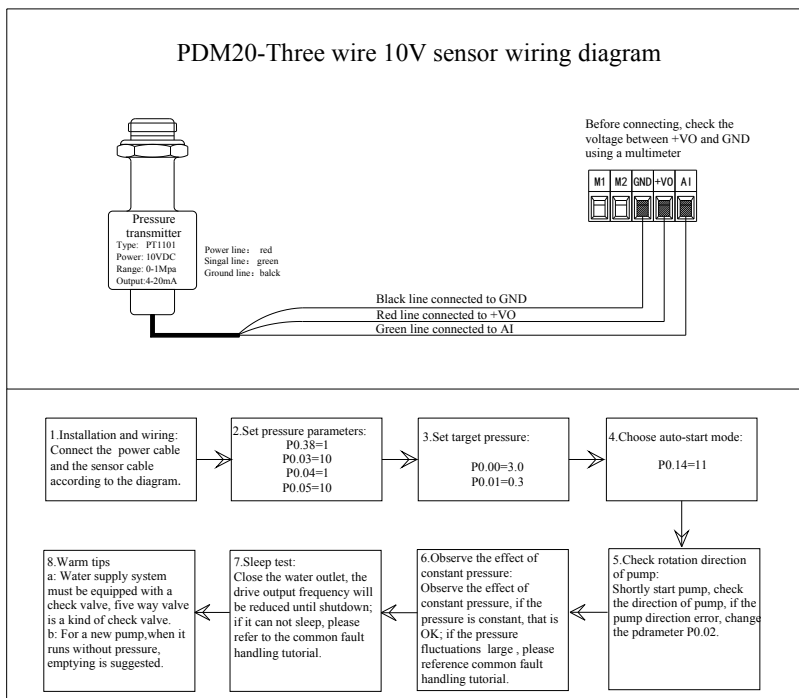 PDM20-Three wire 10V sensor wiring diagram
Before connecting, check the
voltage between +VO and GND
using a multimeter
M1 M2 GND +VO AI
Pressure
transmitter
Type: PT1101
Power: 10VDC
Range: 0-1Mpa
Output:4-20mA
Power line: red
Singal line: green
Ground line: balck
Black line connected to GND
Red line connected to +VO
Green line connected to AI
1.Installation and wiring:
Connect the power cable
and the sensor cable
according to the diagram.
2.Set pressure parameters:
P0.38=1
P0.03=10
P0.04=1
P0.05=10
3.Set target pressure:
P0.00=3.0
P0.01=0.3
4.Choose auto-start mode:
P0.14=11
5.Check rotation direction
of pump:
Shortly start pump, check
the direction of pump, if the
pump direction error, change
the pdrameter P0.02.
6.Observe the effect of
constant pressure:
Observe the effect of
constant pressure, if the
pressure is constant, that is
OK; if the pressure
fluctuations large , please
reference common fault
handling tutorial.
7.Sleep test:
Close the water outlet, the
drive output frequency will
be reduced until shutdown;
if it can not sleep, please
refer to the common fault
handling tutorial.
8.Warm tips
a: Water supply system
must be equipped with a
check valve, five way valve
is a kind of check valve.
b: For a new pump,when it
runs without pressure,
emptying is suggested.